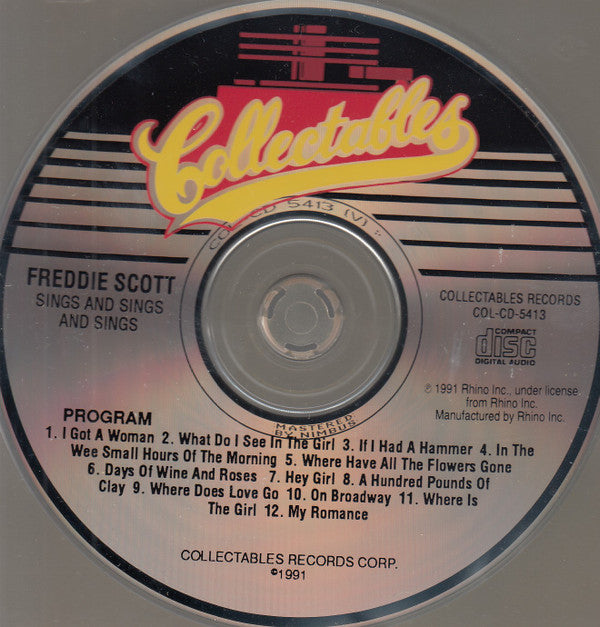 Collectables
COL-CD 5413 (V)
FREDDIE SCOTT
SINGS AND SINGS
AND SINGS
COLLECTABLES RECORDS
COL-CD-5413
COMPACT
disc
DIGITAL AUDIO
℗ 1991 Rhino Inc., under license
from Rhino Inc.
Manufactured by Rhino Inc.
MASTERED
BY NIMBUS
PROGRAM
1. I Got A Woman 2. What Do I See In The Girl 3. If I Had A Hammer 4. In The
Wee Small Hours Of The Morning 5. Where Have All The Flowers Gone
6. Days Of Wine And Roses 7. Hey Girl 8. A Hundred Pounds Of
Clay 9. Where Does Love Go 10. On Broadway 11. Where Is
The Girl 12. My Romance
COLLECTABLES RECORDS CORP.
©1991